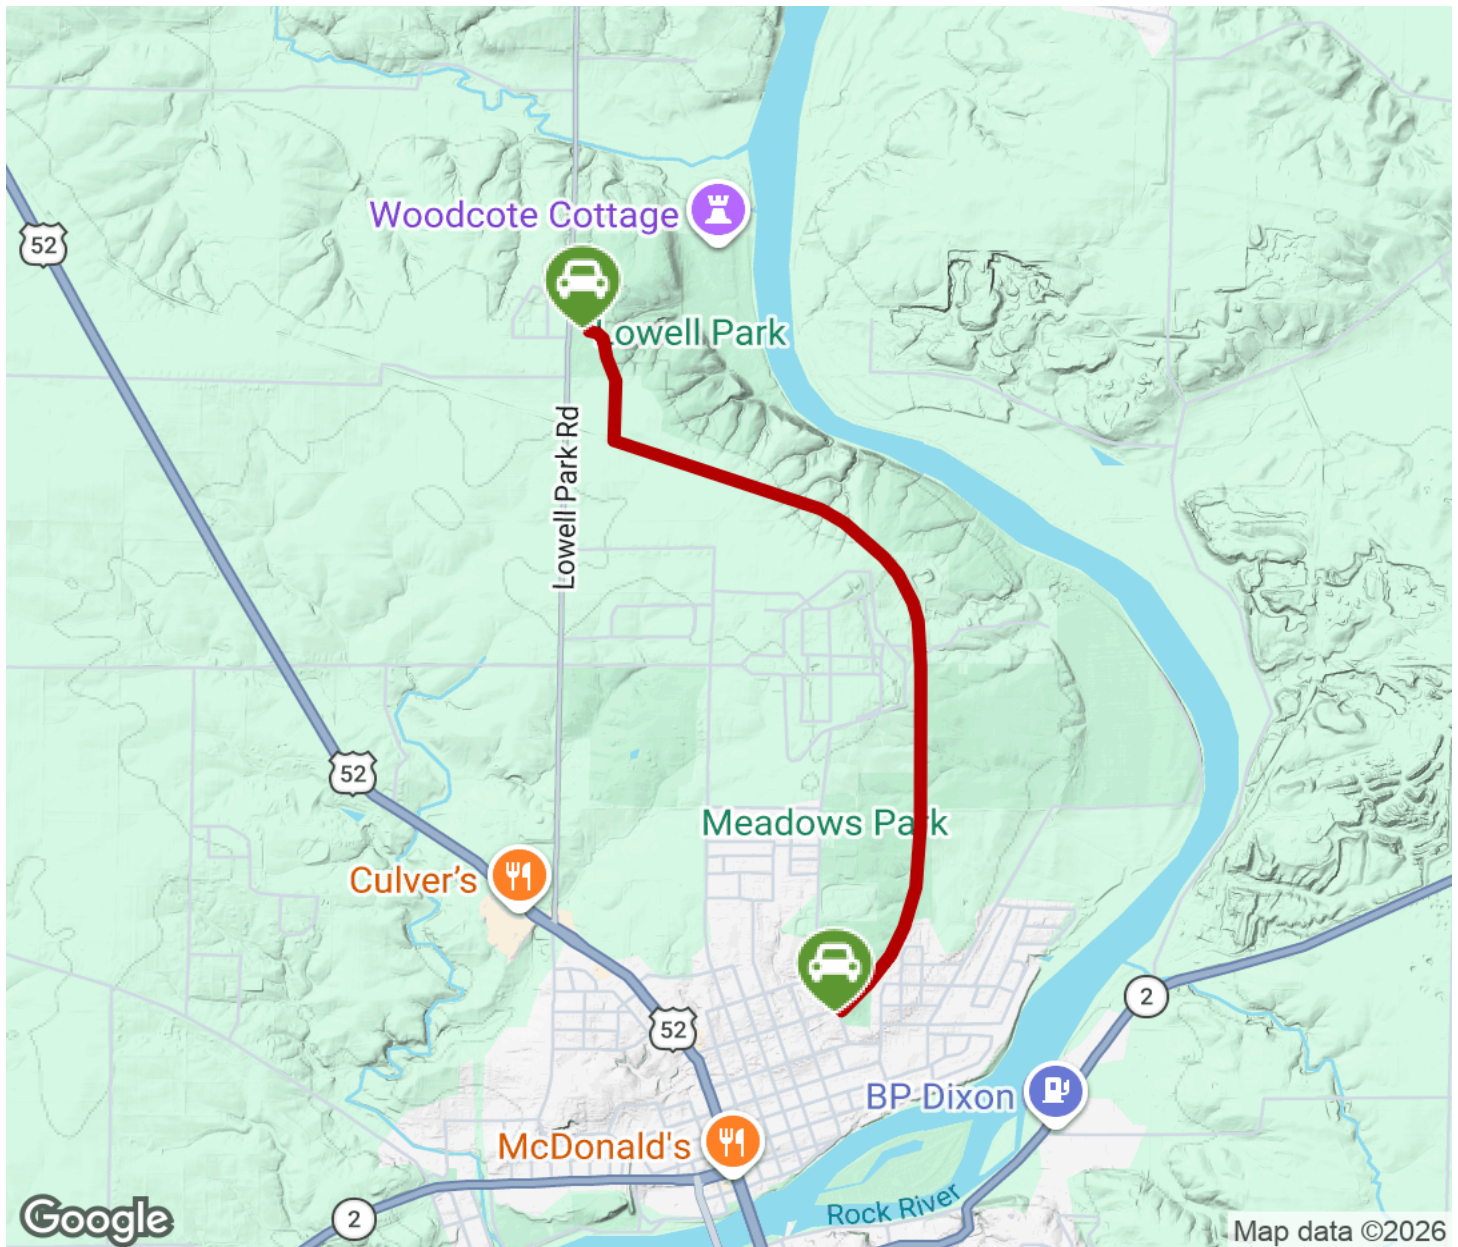 Woodcote Cottage
52
Lowell Park
Lowell Park Rd
52
Meadows Park
Culver's
2
52
BP Dixon
McDonald's
Rock River
2
Google
Map data ©2026